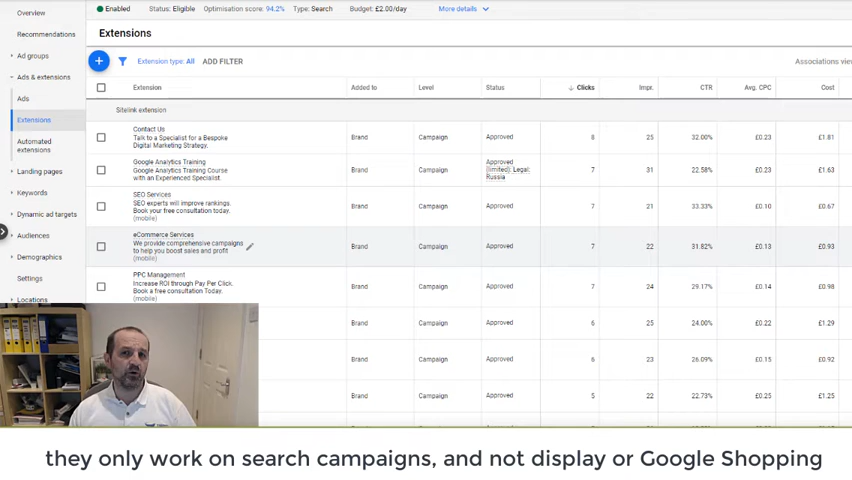 Overview
Recommendations
Ad groups
Ads & extensions
Ads
Extensions
Automated
extensions
Landing pages
Keywords
Dynamic ad targets
Audiences
Demographics
Settings
Locations
Enabled Status: Eligible Optimisation score: 94.2% Type: Search Budget: £2.00/day More details
Extensions
+ Extension type: All ADD FILTER Associations vie
Extension Added to Level Status ↓ Clicks Impr. CTR Avg. CPC Cost
Sitelink extension
Contact Us
Talk to a Specialist for a Bespoke
Digital Marketing Strategy.
Brand Campaign Approved 8 25 32.00% £0.23 £1.81
Google Analytics Training
Google Analytics Training Course
with an Experienced Specialist.
Brand Campaign Approved
(limited): Legal:
Russia
7 31 22.58% £0.23 £1.63
SEO Services
SEO experts will improve rankings.
Book your free consultation today.
(mobile)
Brand Campaign Approved 7 21 33.33% £0.10 £0.67
eCommerce Services
We provide comprehensive campaigns
to help you boost sales and profit
(mobile)
Brand Campaign Approved 7 22 31.82% £0.13 £0.93
PPC Management
Increase ROI through Pay Per Click.
Book a free consultation Today.
(mobile)
Brand Campaign Approved 7 24 29.17% £0.14 £0.98
Brand Campaign Approved 6 25 24.00% £0.22 £1.29
Brand Campaign Approved 6 23 26.09% £0.15 £0.92
Brand Campaign Approved 5 22 22.73% £0.25 £1.25
they only work on search campaigns, and not display or Google Shopping